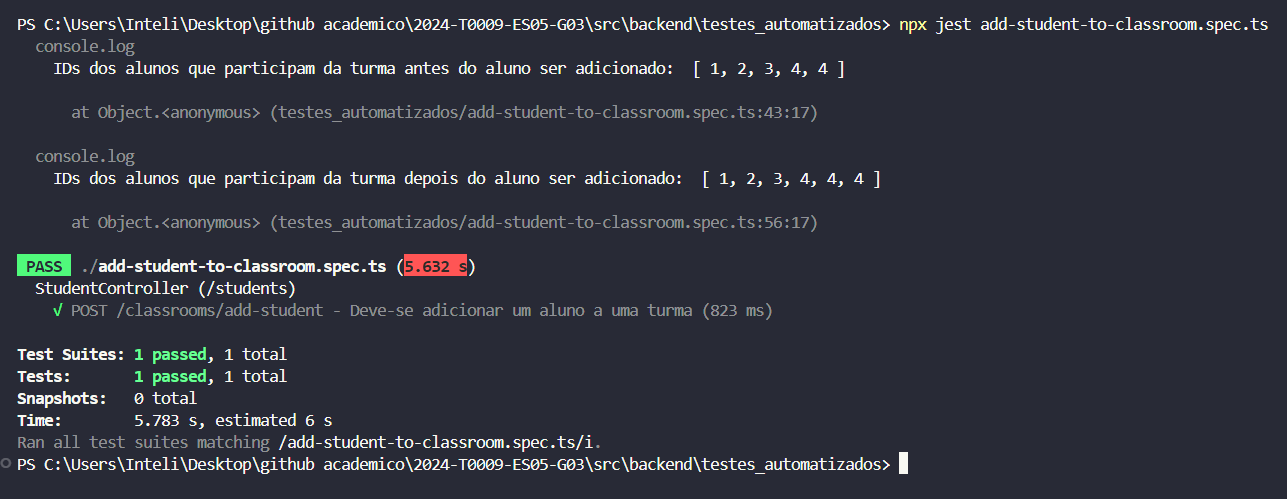 PS C:\Users\Inteli\Desktop\github academico\2024-T0009-ES05-G03\src\backend\testes_automatizados> npx jest add-student-to-classroom.spec.ts
console.log
IDs dos alunos que participam da turma antes do aluno ser adicionado:  [ 1, 2, 3, 4, 4 ]
at Object.<anonymous> (testes_automatizados/add-student-to-classroom.spec.ts:43:17)
console.log
IDs dos alunos que participam da turma depois do aluno ser adicionado:  [ 1, 2, 3, 4, 4, 4 ]
at Object.<anonymous> (testes_automatizados/add-student-to-classroom.spec.ts:56:17)
PASS ./add-student-to-classroom.spec.ts (5.632 s)
StudentController (/students)
√ POST /classrooms/add-student - Deve-se adicionar um aluno a uma turma (823 ms)
Test Suites: 1 passed, 1 total
Tests:       1 passed, 1 total
Snapshots:   0 total
Time:        5.783 s, estimated 6 s
Ran all test suites matching /add-student-to-classroom.spec.ts/i.
PS C:\Users\Inteli\Desktop\github academico\2024-T0009-ES05-G03\src\backend\testes_automatizados>